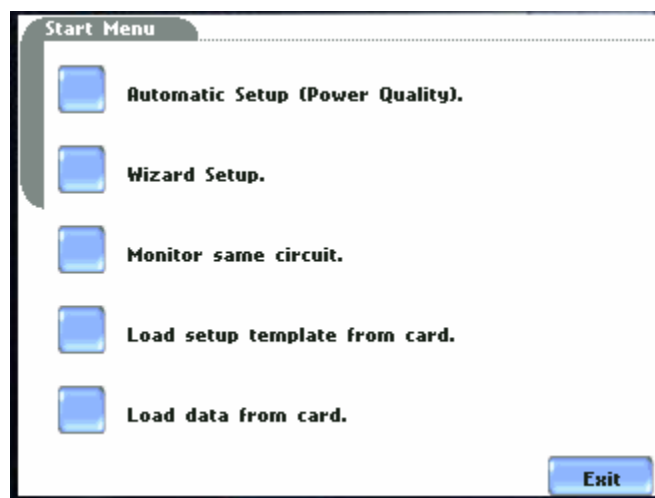 Start Menu
Automatic Setup (Power Quality).
Wizard Setup.
Monitor same circuit.
Load setup template from card.
Load data from card.
Exit